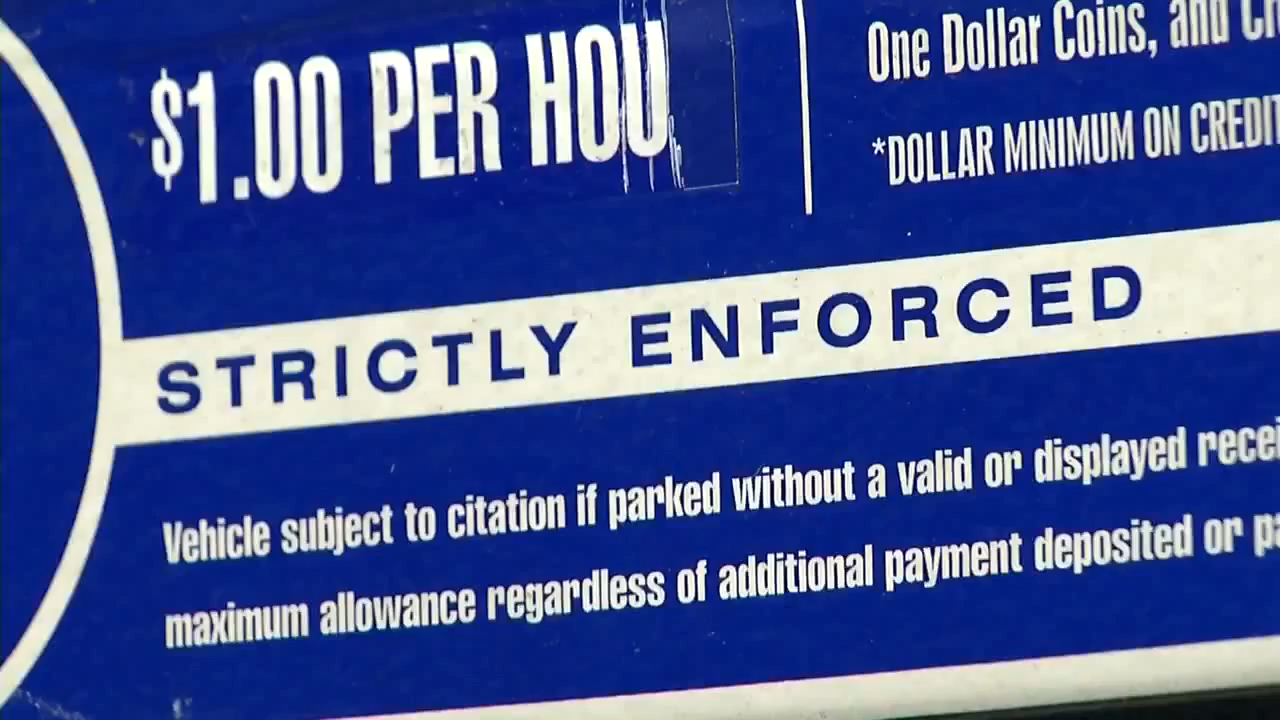 $1.00 PER HOU
One Dollar Coins, and
*DOLLAR MINIMUM ON CREDIT
STRICTLY ENFORCED
Vehicle subject to citation if parked without a valid or displayed recei
maximum allowance regardless of additional payment deposited or pa